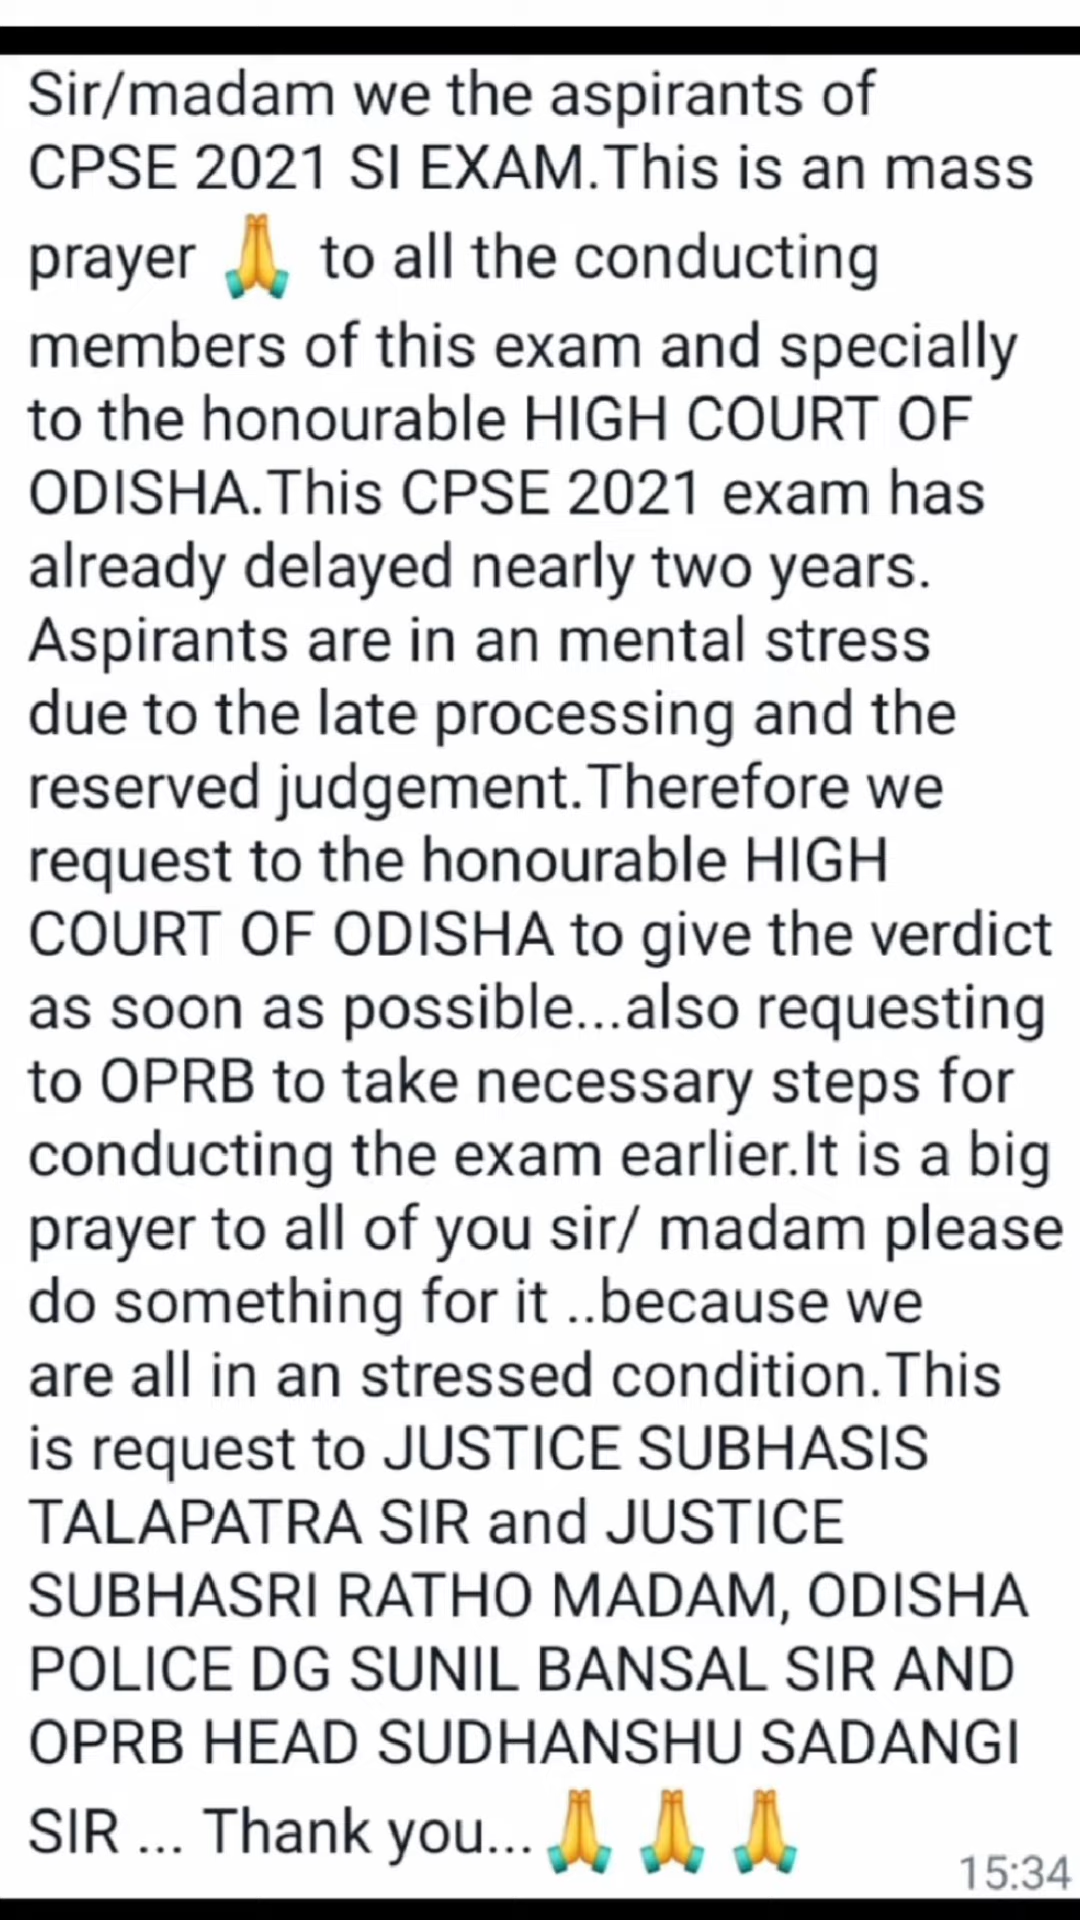 Sir/madam we the aspirants of
CPSE 2021 SI EXAM.This is an mass
prayer 🙏 to all the conducting
members of this exam and specially
to the honourable HIGH COURT OF
ODISHA.This CPSE 2021 exam has
already delayed nearly two years.
Aspirants are in an mental stress
due to the late processing and the
reserved judgement.Therefore we
request to the honourable HIGH
COURT OF ODISHA to give the verdict
as soon as possible...also requesting
to OPRB to take necessary steps for
conducting the exam earlier.It is a big
prayer to all of you sir/ madam please
do something for it ..because we
are all in an stressed condition.This
is request to JUSTICE SUBHASIS
TALAPATRA SIR and JUSTICE
SUBHASRI RATHO MADAM, ODISHA
POLICE DG SUNIL BANSAL SIR AND
OPRB HEAD SUDHANSHU SADANGI
SIR ... Thank you...🙏🙏🙏
15:34